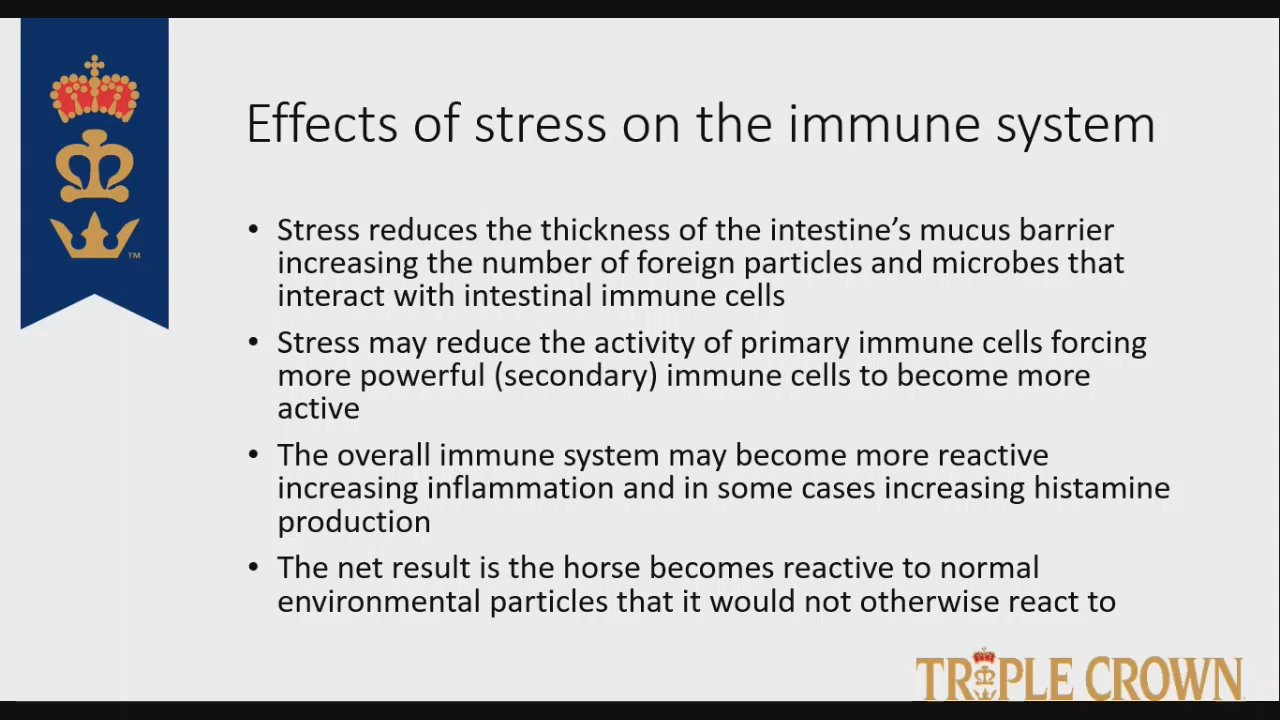 Effects of stress on the immune system
• Stress reduces the thickness of the intestine’s mucus barrier
increasing the number of foreign particles and microbes that
interact with intestinal immune cells
• Stress may reduce the activity of primary immune cells forcing
more powerful (secondary) immune cells to become more
active
• The overall immune system may become more reactive
increasing inflammation and in some cases increasing histamine
production
• The net result is the horse becomes reactive to normal
environmental particles that it would not otherwise react to
TM
TRIPLE CROWN